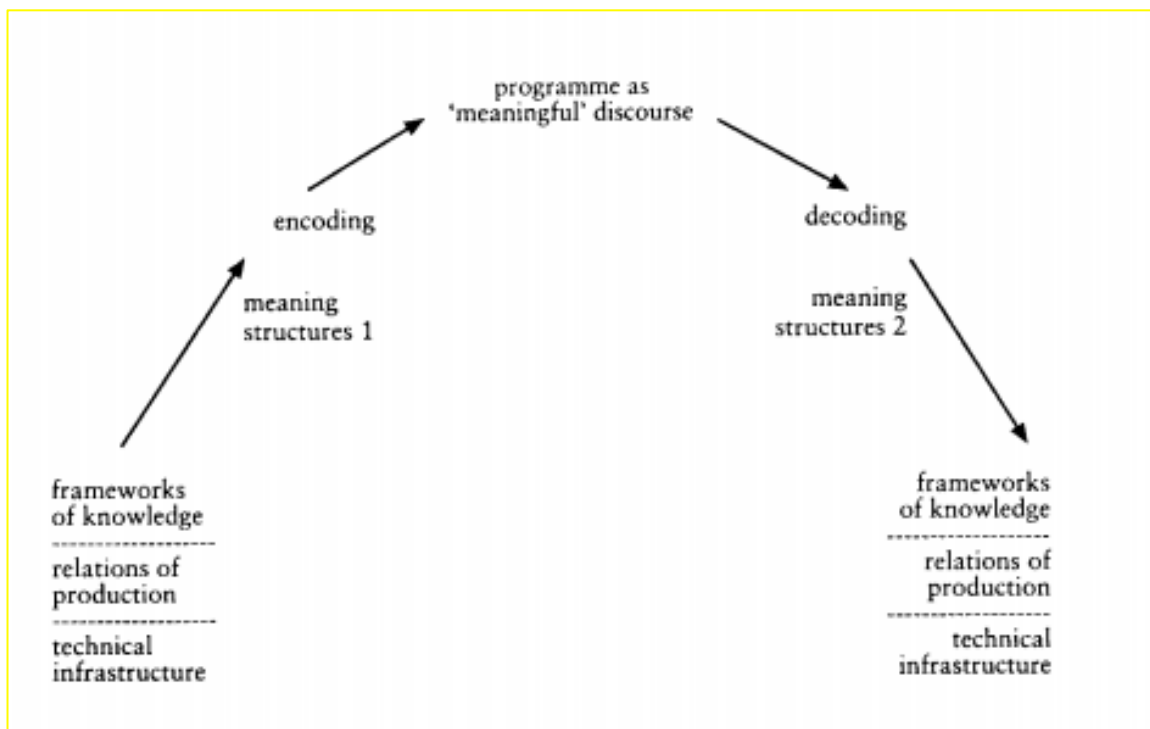 programme as
'meaningful' discourse
encoding
decoding
meaning
structures 1
meaning
structures 2
frameworks
of knowledge
relations of
production
technical
infrastructure
frameworks
of knowledge
relations of
production
technical
infrastructure